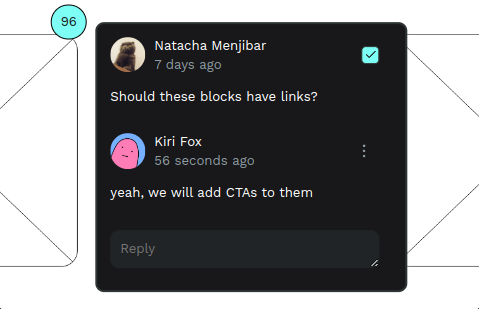 96
Natacha Menjibar
7 days ago
Should these blocks have links?
Kiri Fox
56 seconds ago
yeah, we will add CTAs to them
Reply